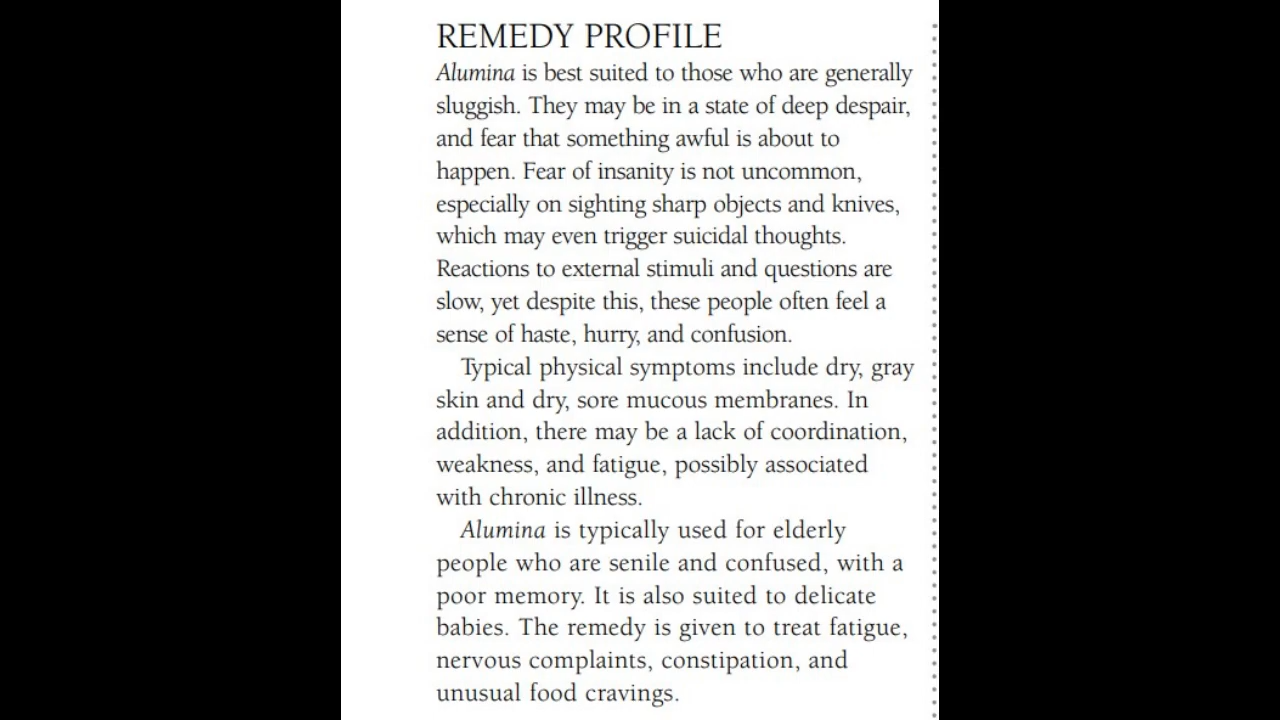 REMEDY PROFILE
Alumina is best suited to those who are generally
sluggish. They may be in a state of deep despair,
and fear that something awful is about to
happen. Fear of insanity is not uncommon,
especially on sighting sharp objects and knives,
which may even trigger suicidal thoughts.
Reactions to external stimuli and questions are
slow, yet despite this, these people often feel a
sense of haste, hurry, and confusion.
Typical physical symptoms include dry, gray
skin and dry, sore mucous membranes. In
addition, there may be a lack of coordination,
weakness, and fatigue, possibly associated
with chronic illness.
Alumina is typically used for elderly
people who are senile and confused, with a
poor memory. It is also suited to delicate
babies. The remedy is given to treat fatigue,
nervous complaints, constipation, and
unusual food cravings.